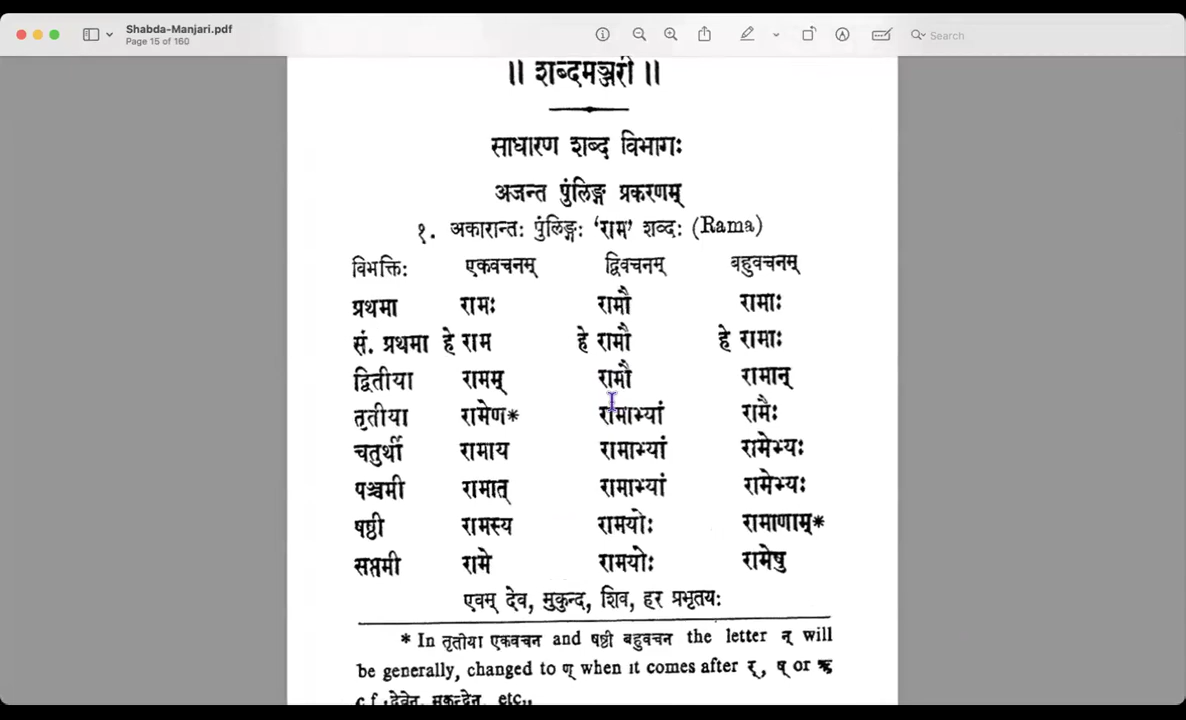 Shabda-Manjari.pdf
Page 15 of 160
Search
॥ शब्दमञ्जरी ॥
साधारण शब्द विभागः
अजन्त पुंलिङ्ग प्रकरणम्
१. अकारान्तः पुंलिङ्गः ‘राम’ शब्दः (Rama)
विभक्तिः एकवचनम् द्विवचनम् बहुवचनम्
प्रथमा रामः रामौ रामाः
सं. प्रथमा हे राम हे रामौ हे रामाः
द्वितीया रामम् रामौ रामान्
तृतीया रामेण* रामाभ्यां रामैः
चतुर्थी रामाय रामाभ्यां रामेभ्यः
पञ्चमी रामात् रामाभ्यां रामेभ्यः
षष्ठी रामस्य रामयोः रामाणाम्*
सप्तमी रामे रामयोः रामेषु
एवम् देव, मुकुन्द, शिव, हर प्रभृतयः
* In तृतीया एकवचन and षष्ठी बहुवचन the letter न् will
be generally, changed to ण् when it comes after र्, ष् or ऋ
c.f. देवेन, मुकुन्देन, etc.,